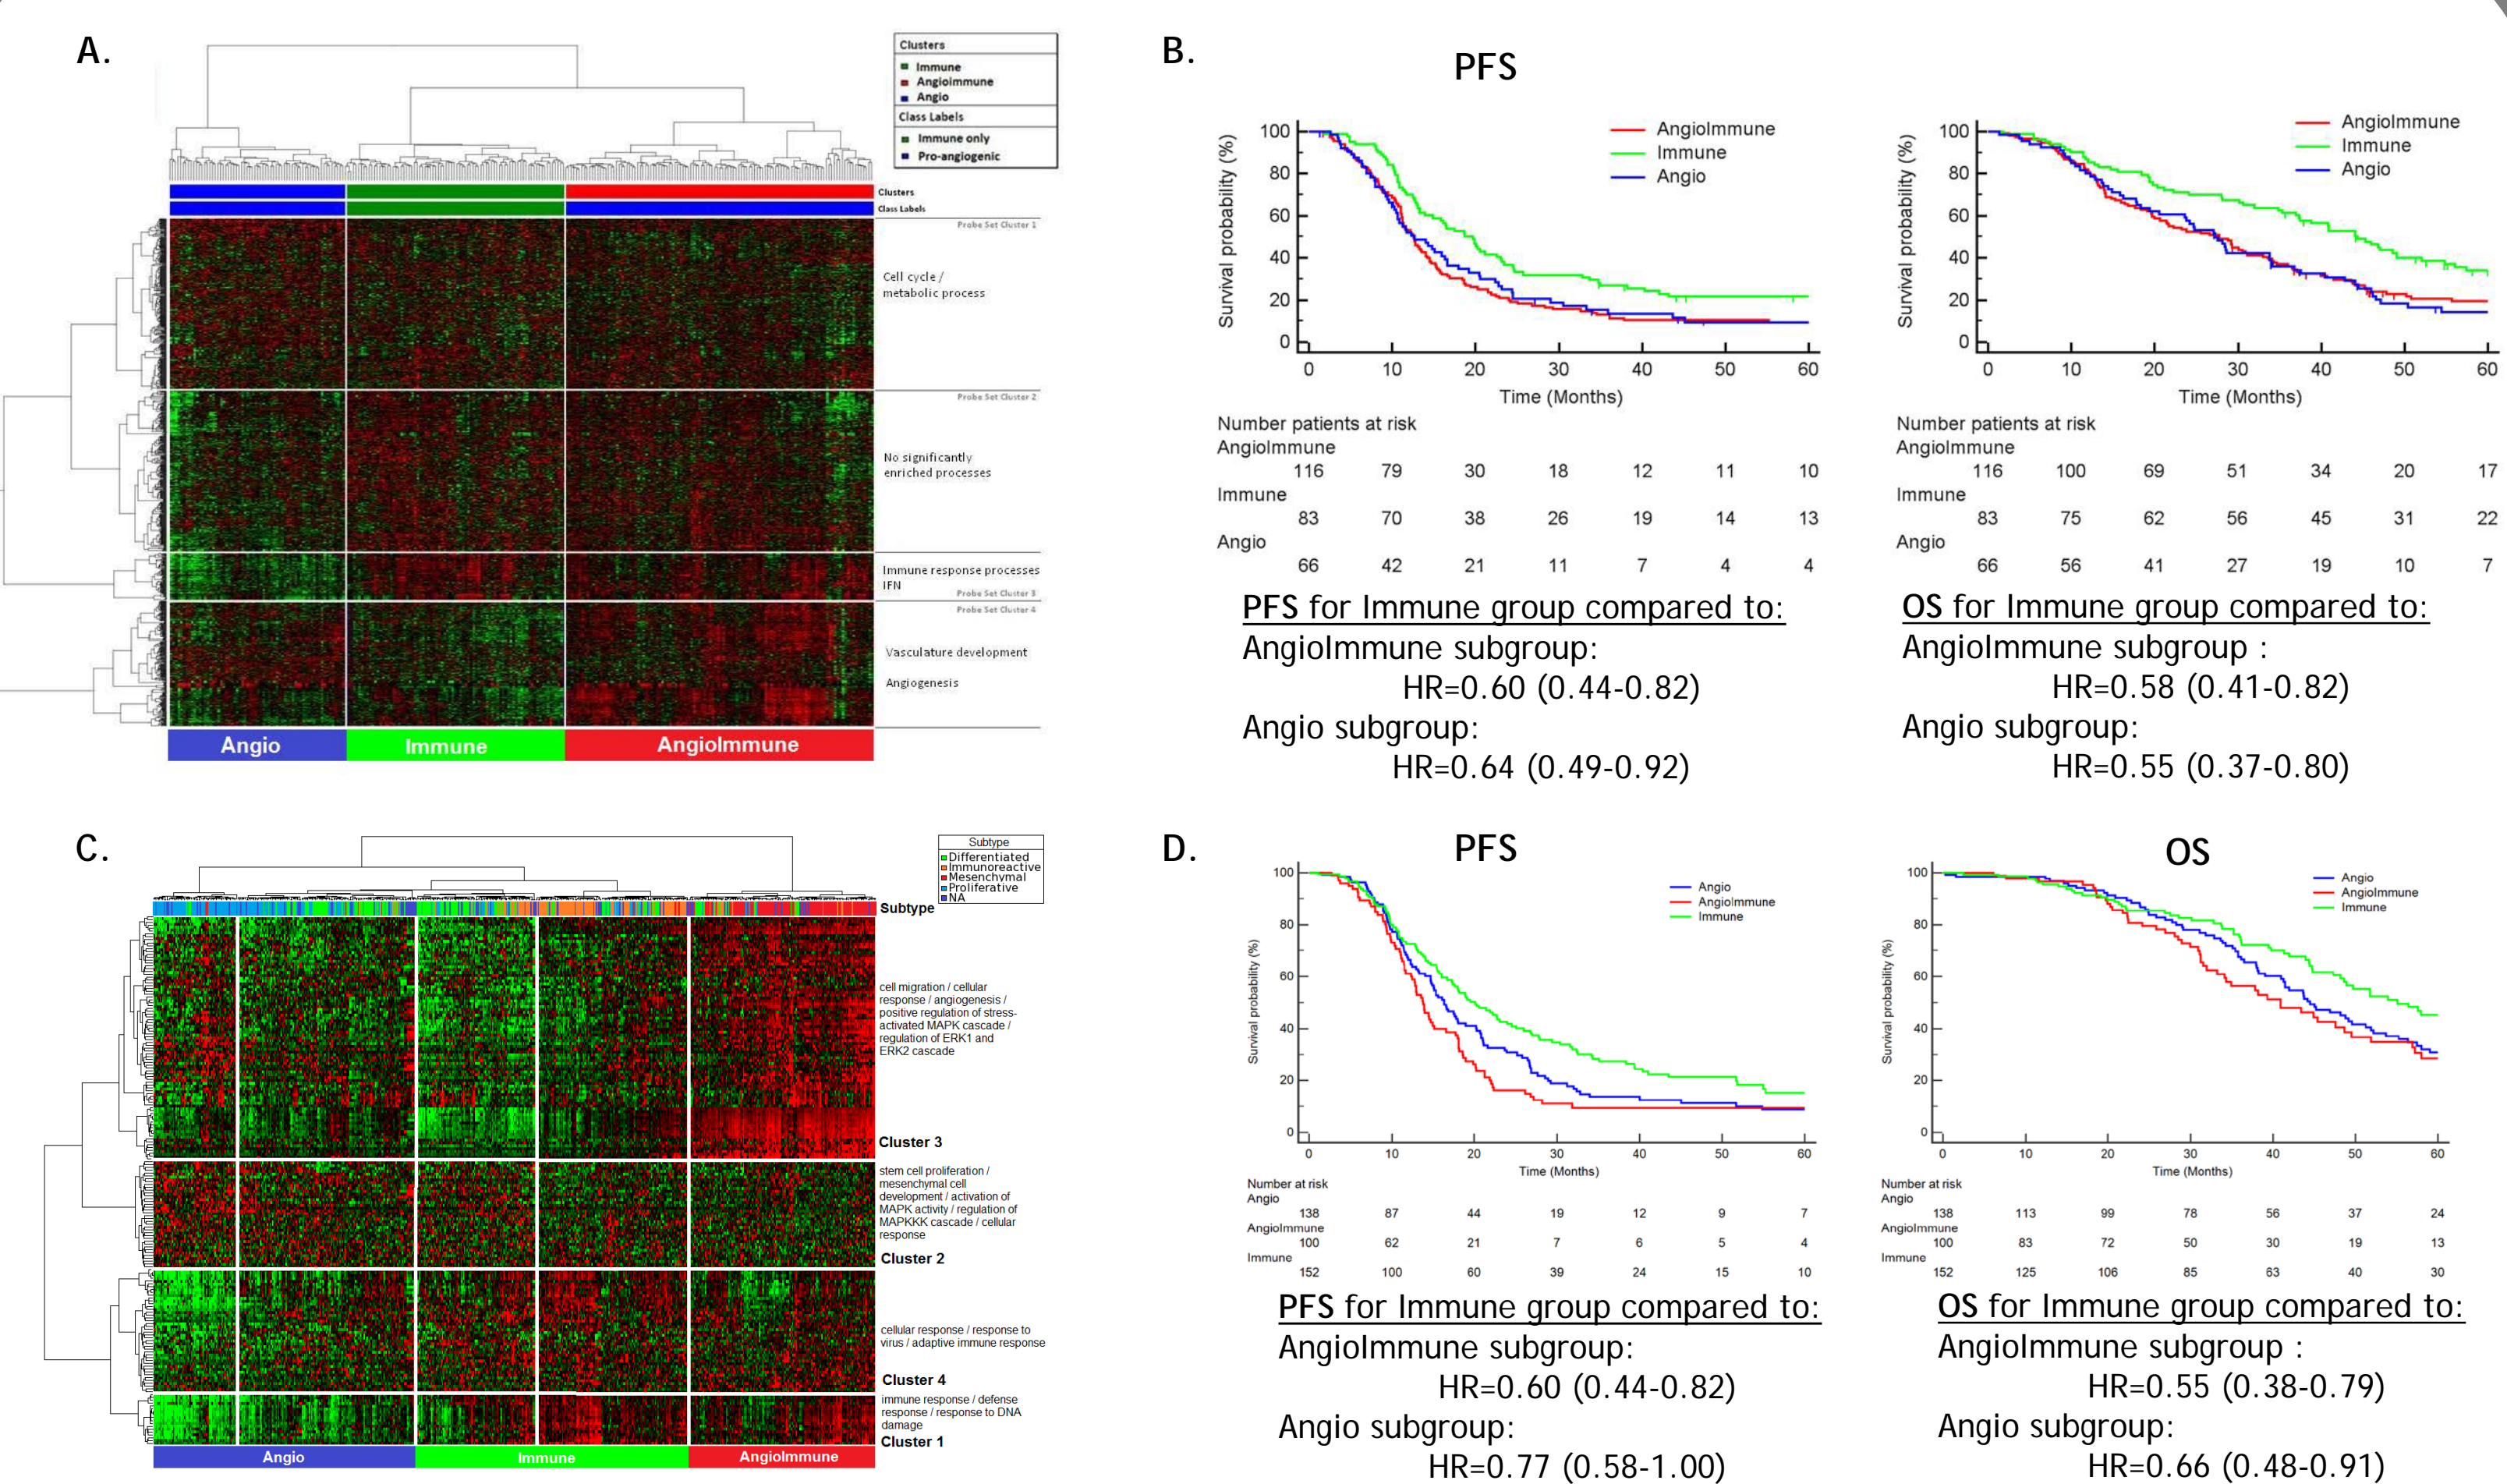 A.
Clusters
Immune
AngioImmune
Angio
Class Labels
Immune only
Pro-angiogenic
Clusters
Class Labels
Probe Set Cluster 1
Cell cycle /
metabolic process
Probe Set Cluster 2
No significantly
enriched processes
Immune response processes
IFN
Probe Set Cluster 3
Probe Set Cluster 4
Vasculature development
Angiogenesis
Angio Immune AngioImmune
B.
PFS
AngioImmune
Immune
Angio
Survival probability (%)
100
80
60
40
20
0
0 10 20 30 40 50 60
Time (Months)
Number patients at risk
AngioImmune
116 79 30 18 12 11 10
Immune
83 70 38 26 19 14 13
Angio
66 42 21 11 7 4 4
PFS for Immune group compared to:
AngioImmune subgroup:
HR=0.60 (0.44-0.82)
Angio subgroup:
HR=0.64 (0.49-0.92)
AngioImmune
Immune
Angio
Survival probability (%)
100
80
60
40
20
0
0 10 20 30 40 50 60
Time (Months)
Number patients at risk
AngioImmune
116 100 69 51 34 20 17
Immune
83 75 62 56 45 31 22
Angio
66 56 41 27 19 10 7
OS for Immune group compared to:
AngioImmune subgroup :
HR=0.58 (0.41-0.82)
Angio subgroup:
HR=0.55 (0.37-0.80)
C.
Subtype
Differentiated
Immunoreactive
Mesenchymal
Proliferative
NA
Subtype
cell migration / cellular
response / angiogenesis /
positive regulation of stress-
activated MAPK cascade /
regulation of ERK1 and
ERK2 cascade
Cluster 3
stem cell proliferation /
mesenchymal cell
development / activation of
MAPK activity / regulation of
MAPKKK cascade / cellular
response
Cluster 2
cellular response / response to
virus / adaptive immune response
Cluster 4
immune response / defense
response / response to DNA
damage
Cluster 1
Angio Immune AngioImmune
D.
PFS
Angio
AngioImmune
Immune
Survival probability (%)
100
80
60
40
20
0
0 10 20 30 40 50 60
Time (Months)
Number at risk
Angio
138 87 44 19 12 9 7
AngioImmune
100 62 21 7 6 5 4
Immune
152 100 60 39 24 15 10
PFS for Immune group compared to:
AngioImmune subgroup:
HR=0.60 (0.44-0.82)
Angio subgroup:
HR=0.77 (0.58-1.00)
OS
Angio
AngioImmune
Immune
Survival probability (%)
100
80
60
40
20
0
0 10 20 30 40 50 60
Time (Months)
Number at risk
Angio
138 113 99 78 56 37 24
AngioImmune
100 83 72 50 30 19 13
Immune
152 125 106 85 63 40 30
OS for Immune group compared to:
AngioImmune subgroup :
HR=0.55 (0.38-0.79)
Angio subgroup:
HR=0.66 (0.48-0.91)